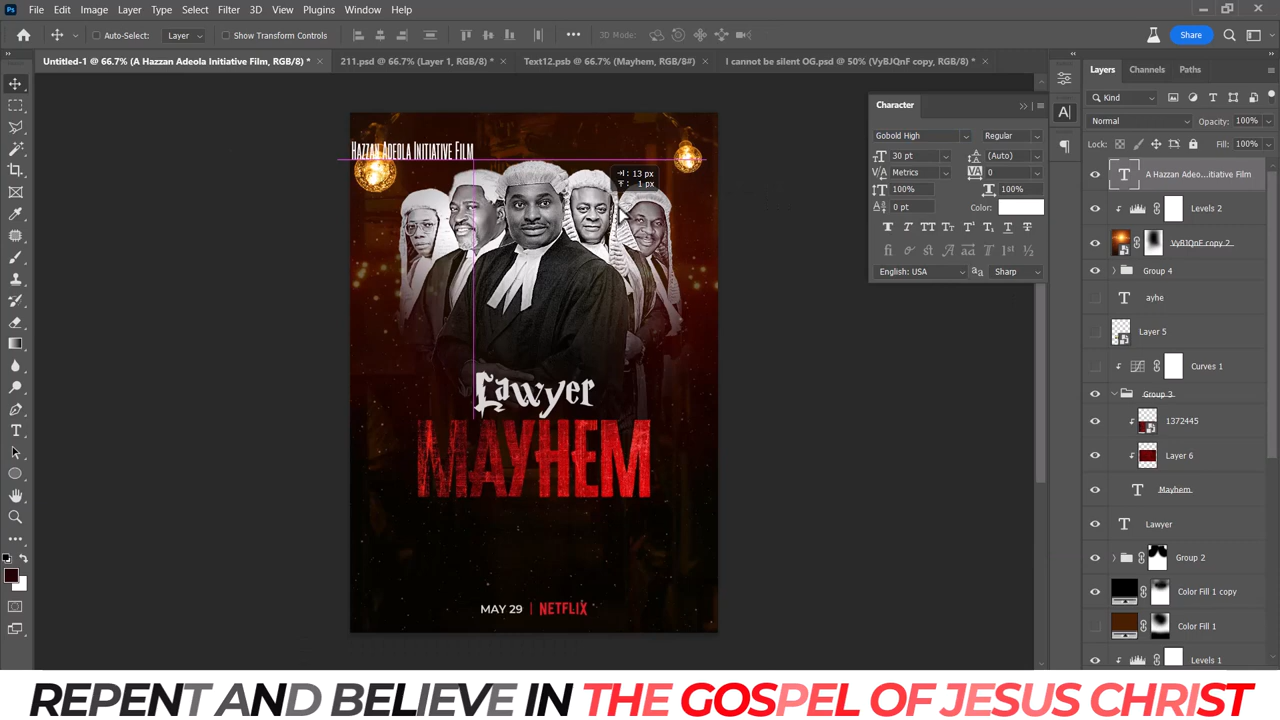 Ps File Edit Image Layer Type Select Filter 3D View Plugins Window Help
Auto-Select: Layer Show Transform Controls 3D Mode: Share
Untitled-1 @ 66.7% (A Hazzan Adeola Initiative Film, RGB/8) * × 211.psd @ 66.7% (Layer 1, RGB/8) * × Text12.psb @ 66.7% (Mayhem, RGB/8#) × I cannot be silent OG.psd @ 50% (VyBJQnF copy, RGB/8) * ×
Layers Channels Paths
Kind
Normal Opacity: 100%
Lock: Fill: 100%
A Hazzan Adeo...itiative Film
Levels 2
VyBJQnF copy 2
Group 4
ayhe
Layer 5
Curves 1
Group 3
1372445
Layer 6
Mayhem
Lawyer
Group 2
Color Fill 1 copy
Color Fill 1
Levels 1
Character
Gobold High Regular
30 pt (Auto)
Metrics 0
100% 100%
0 pt Color:
English: USA Sharp
Hazzan Adeola Initiative Film
: 13 px
: 1 px
Lawyer
MAYHEM
MAY 29 | NETFLIX
REPENT AND BELIEVE IN THE GOSPEL OF JESUS CHRIST